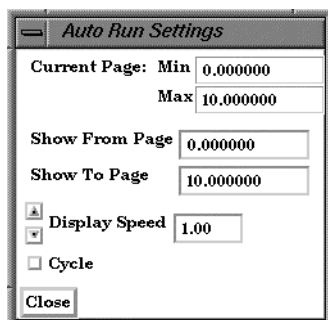 Auto Run Settings
Current Page: Min 0.000000
Max 10.000000
Show From Page 0.000000
Show To Page 10.000000
Display Speed 1.00
Cycle
Close